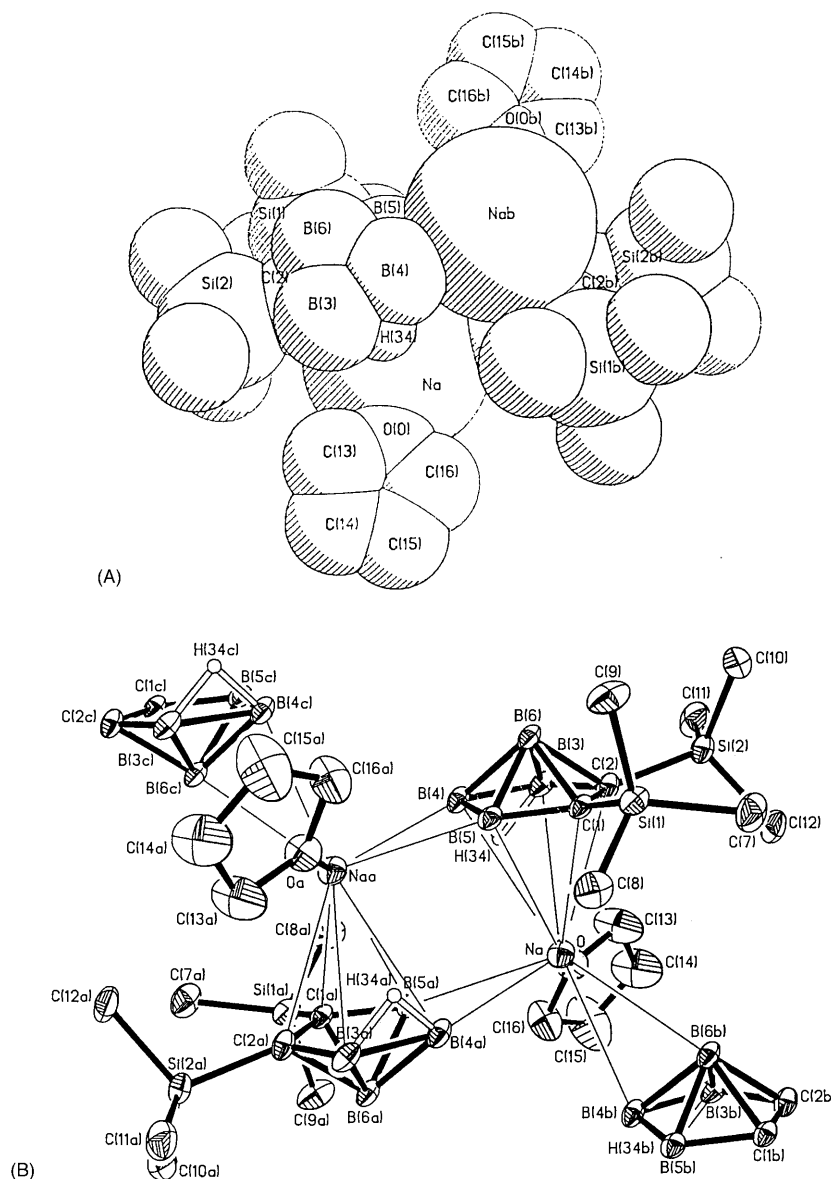 C(15b)
C(14b)
C(16b)
O(0b)
C(13b)
B(5)
Si(1)
Nab
B(6)
Si(2b)
B(4)
C(2)
Si(2)
C(2b)
B(3)
H(34)
Si(1b)
Na
O(0)
C(13)
C(16)
C(14)
C(15)
(A)
H(34c)
C(10)
C(9)
C(1c)
B(5c)
C(11)
C(2c)
B(4c)
B(6)
B(3)
C(15a)
C(2)
Si(2)
B(3c)
C(16a)
B(6c)
B(4)
C(1)
B(5)
Si(1)
C(12)
H(34)
C(7)
C(14a)
Oa
Naa
C(8)
C(13a)
C(13)
C(8a)
Na
O
C(14)
C(7a)
H(34a)
B(5a)
C(12a)
Si(1a)
C(1a)
C(16)
C(15)
B(6b)
C(2a)
B(3a)
B(4a)
Si(2a)
B(4b)
B(3b)
C(2b
B(6a)
C(9a)
C(11a)
H(34b)
C(1b)
B(5b)
(B)
C(10a)